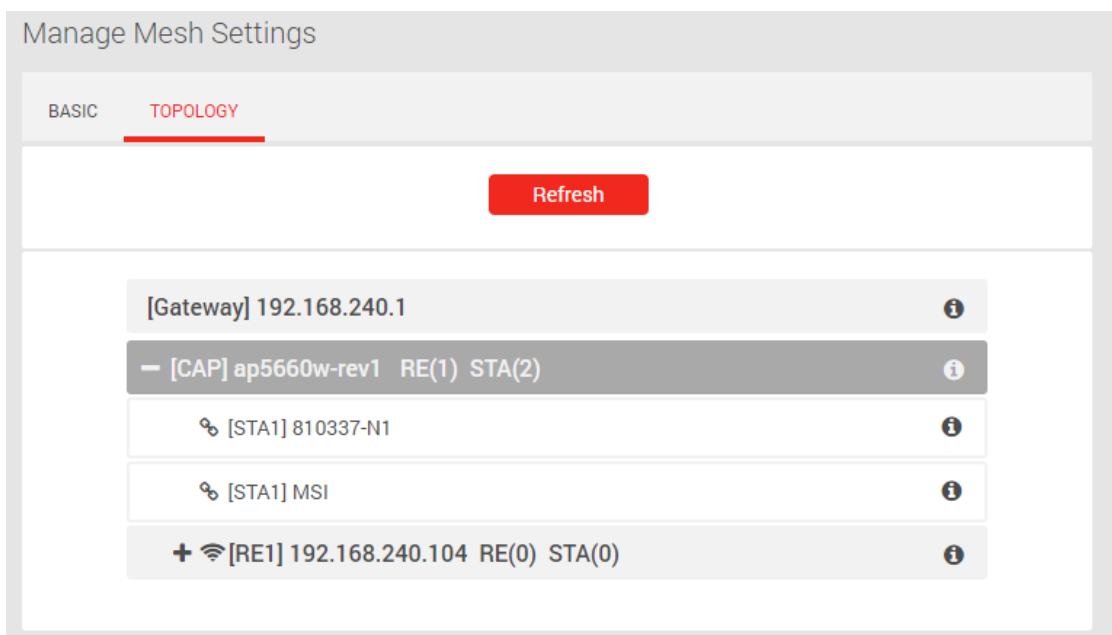 Manage Mesh Settings
BASIC TOPOLOGY
Refresh
[Gateway] 192.168.240.1
[CAP] ap5660w-rev1 RE(1) STA(2)
[STA1] 810337-N1
[STA1] MSI
[RE1] 192.168.240.104 RE(0) STA(0)